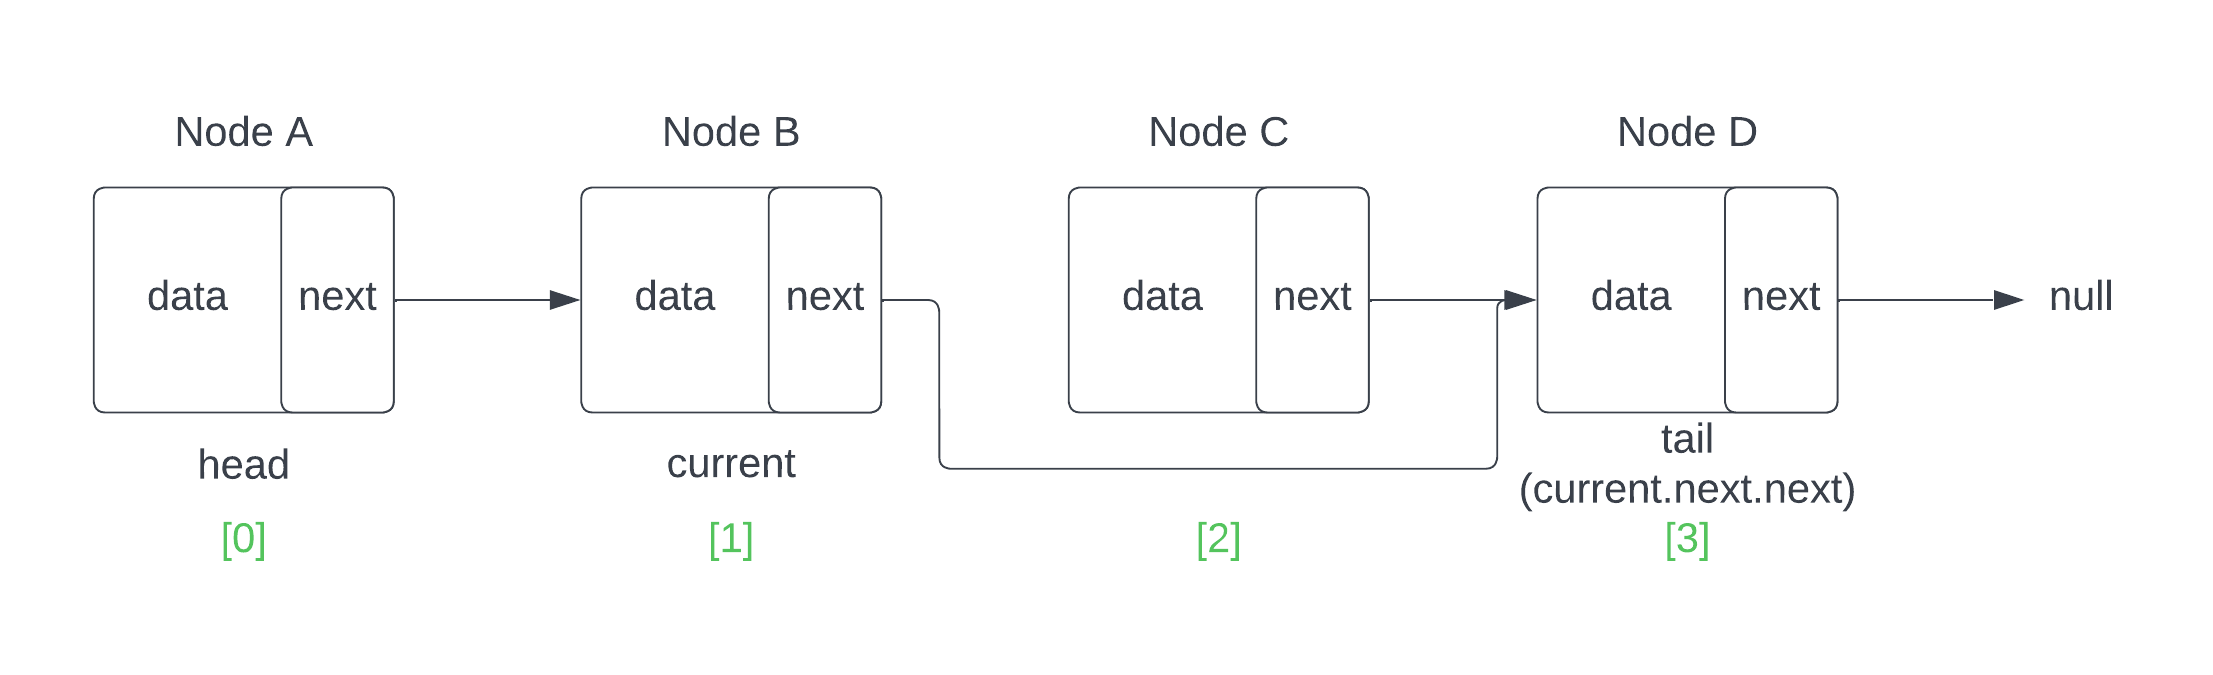 Node A
Node B
Node C
Node D
data
next
data
next
data
next
data
next
null
head
current
tail
(current.next.next)
[0]
[1]
[2]
[3]